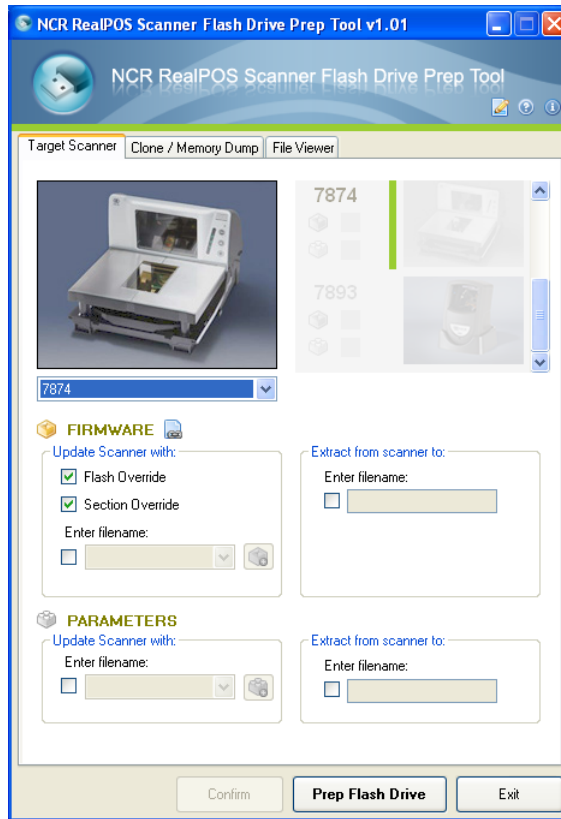 NCR RealPOS Scanner Flash Drive Prep Tool v1.01
NCR RealPOS Scanner Flash Drive Prep Tool
Target Scanner
Clone / Memory Dump
File Viewer
7874
7893
7874
FIRMWARE
Update Scanner with:
Flash Override
Section Override
Enter filename:
Extract from scanner to:
Enter filename:
PARAMETERS
Update Scanner with:
Enter filename:
Extract from scanner to:
Enter filename:
Confirm
Prep Flash Drive
Exit